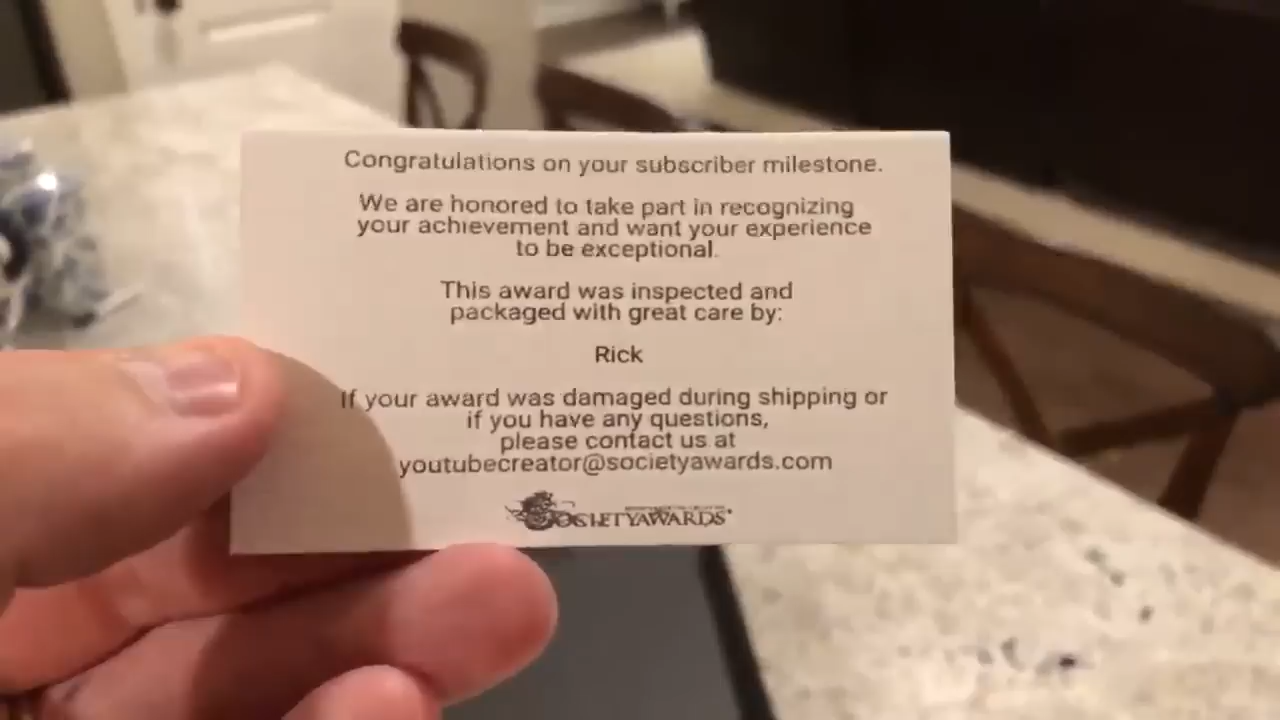 Congratulations on your subscriber milestone.
We are honored to take part in recognizing
your achievement and want your experience
to be exceptional.
This award was inspected and
packaged with great care by:
Rick
If your award was damaged during shipping or
if you have any questions,
please contact us at
youtubecreator@societyawards.com
SOCIETYAWARDS